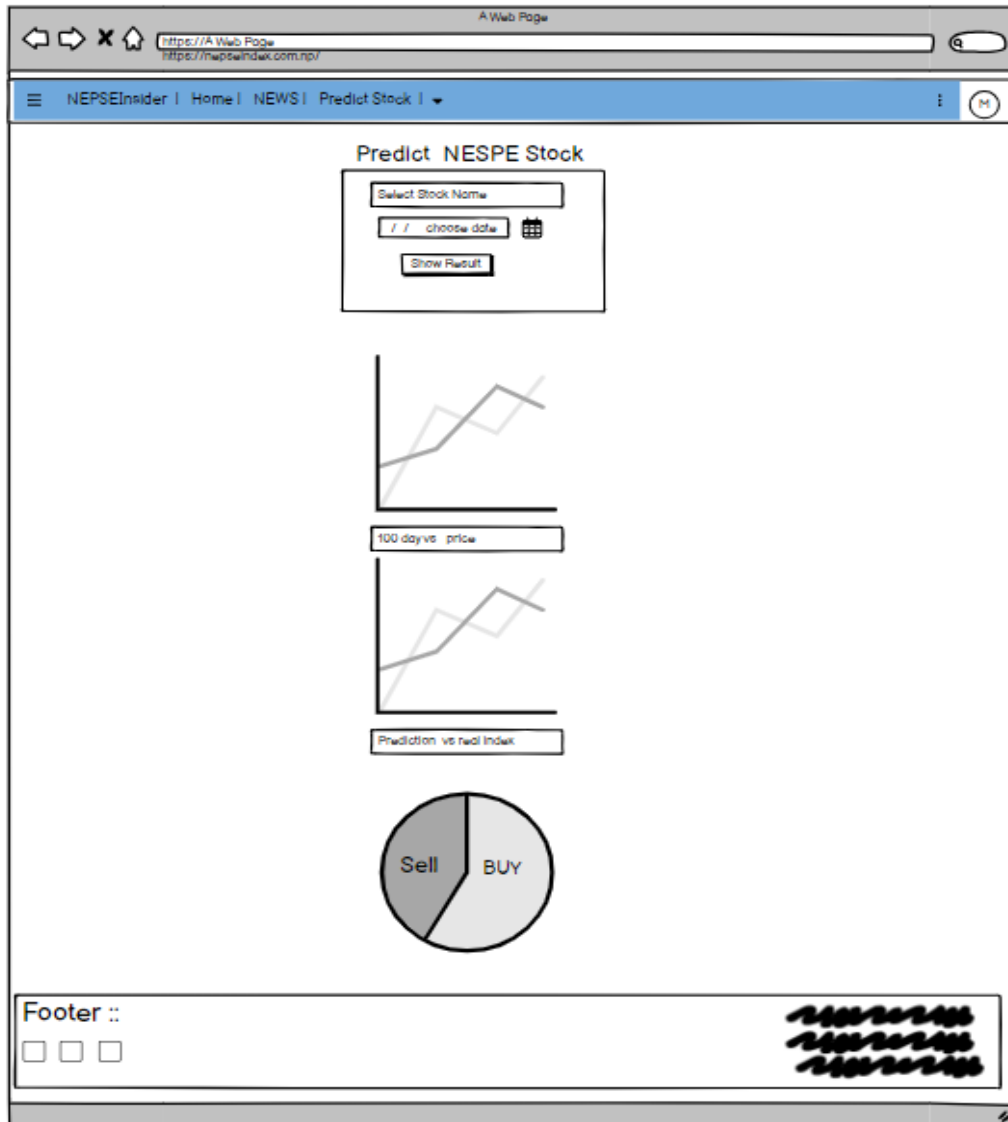 A Web Page
https://A Web Page
https://nepseindex.com.np/
NEPSEInsider | Home | NEWS | Predict Stock |
M
Predict NESPE Stock
Select Stock Name
/ / choose date
Show Result
100 day vs price
Prediction vs real index
Sell BUY
Footer ::